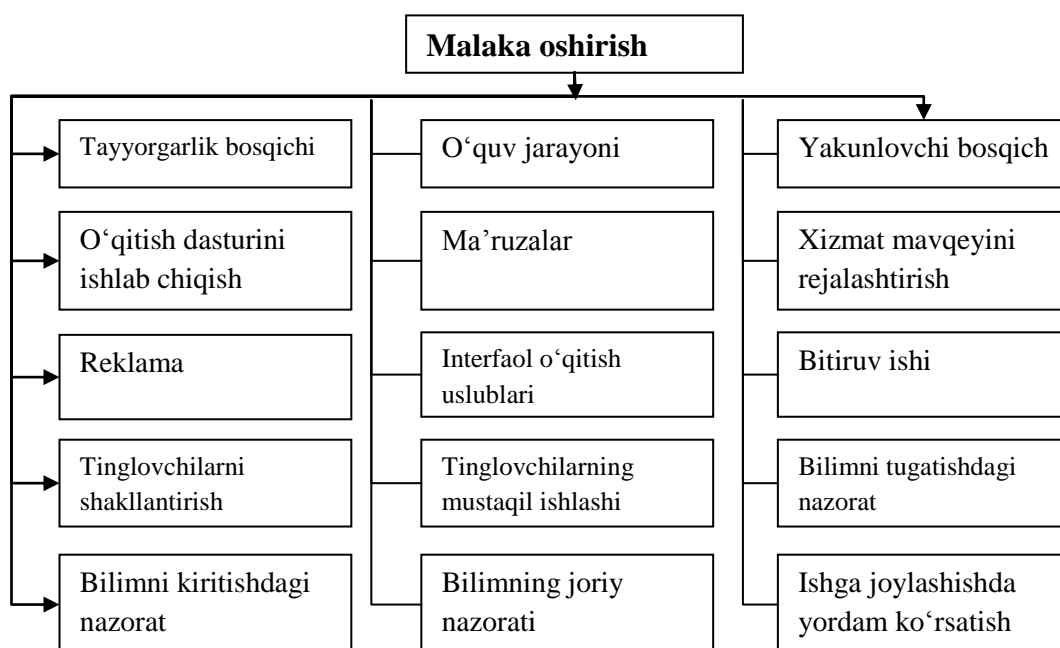 Malaka oshirish
Tayyorgarlik bosqichi
O‘qitish dasturini
ishlab chiqish
Reklama
Tinglovchilarni
shakllantirish
Bilimni kiritishdagi
nazorat
O‘quv jarayoni
Ma’ruzalar
Interfaol o‘qitish
uslublari
Tinglovchilarning
mustaqil ishlashi
Bilimning joriy
nazorati
Yakunlovchi bosqich
Xizmat mavqeyini
rejalashtirish
Bitiruv ishi
Bilimni tugatishdagi
nazorat
Ishga joylashishda
yordam ko‘rsatish